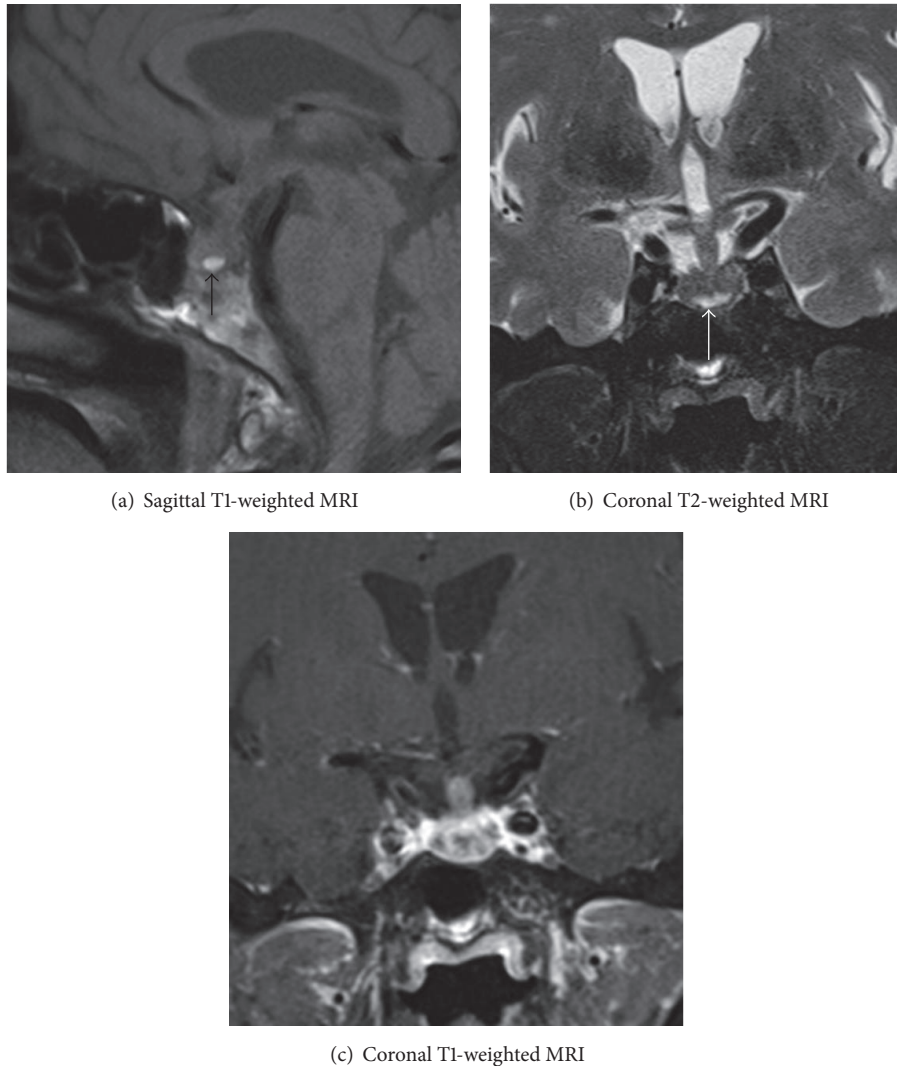 (a) Sagittal T1-weighted MRI
(b) Coronal T2-weighted MRI
(c) Coronal T1-weighted MRI